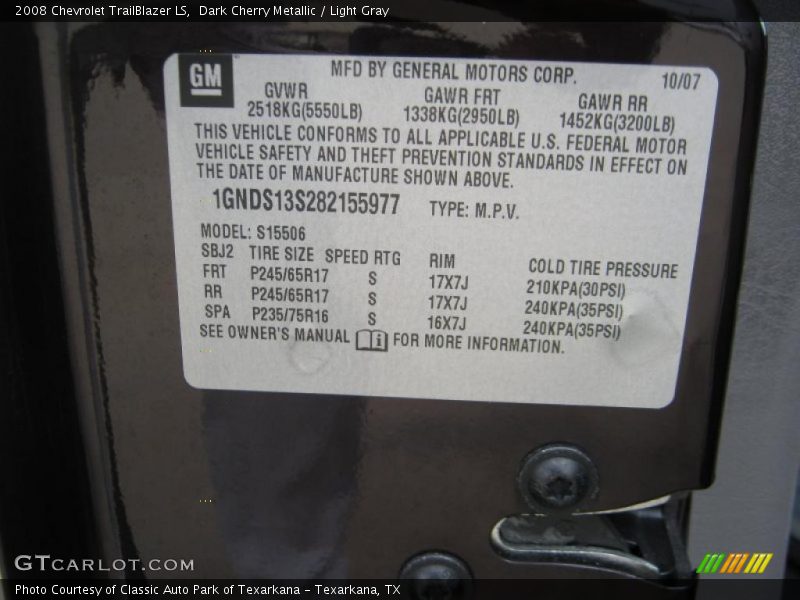 2008 Chevrolet TrailBlazer LS, Dark Cherry Metallic / Light Gray
GM
MFD BY GENERAL MOTORS CORP. 10/07
GVWR GAWR FRT GAWR RR
2518KG(5550LB) 1338KG(2950LB) 1452KG(3200LB)
THIS VEHICLE CONFORMS TO ALL APPLICABLE U.S. FEDERAL MOTOR
VEHICLE SAFETY AND THEFT PREVENTION STANDARDS IN EFFECT ON
THE DATE OF MANUFACTURE SHOWN ABOVE.
1GNDS13S282155977 TYPE: M.P.V.
MODEL: S15506
SBJ2 TIRE SIZE SPEED RTG RIM COLD TIRE PRESSURE
FRT P245/65R17 S 17X7J 210KPA(30PSI)
RR P245/65R17 S 17X7J 240KPA(35PSI)
SPA P235/75R16 S 16X7J 240KPA(35PSI)
SEE OWNER'S MANUAL i FOR MORE INFORMATION.
GTCARLOT.COM
Photo Courtesy of Classic Auto Park of Texarkana - Texarkana, TX